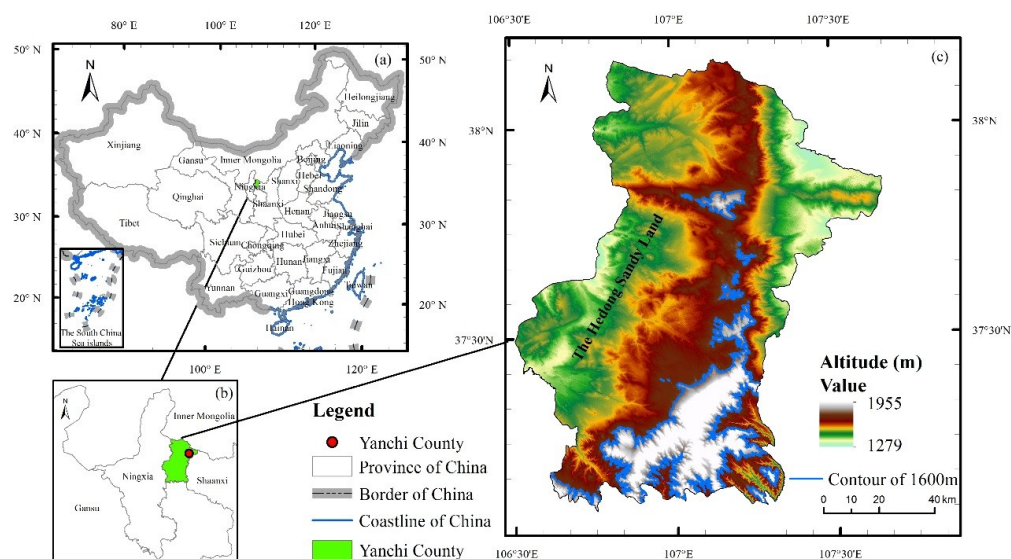 80° E
100° E
120° E
50° N
50° N
(a)
N
Heilongjiang
Jilin
40° N
40° N
Liaoning
Xinjiang
Gansu
Inner Mongolia
Beijing
Hebei
Ningxia
Shanxi
Shandong
Qinghai
Shaanxi
Henan
Jiangsu
30° N
30° N
Tibet
Anhui
Shanghai
Hubei
Sichuan
Chongqing
Zhejiang
Hunan
Jiangxi
Guizhou
Fujian
Yunnan
Taiwan
Guangxi
Guangdong
Hong Kong
20° N
20° N
Hainan
The South China
Sea islands
100° E
120° E
(b)
N
Inner Mongolia
Ningxia
Shaanxi
Gansu
Legend
Yanchi County
Province of China
Border of China
Coastline of China
Yanchi County
106°30'E
107°E
107°30'E
(c)
N
38°N
38°N
The Hedong Sandy Land
37°30'N
37°30'N
Altitude (m)
Value
1955
1279
Contour of 1600m
0 10 20 40 km
106°30'E
107°E
107°30'E